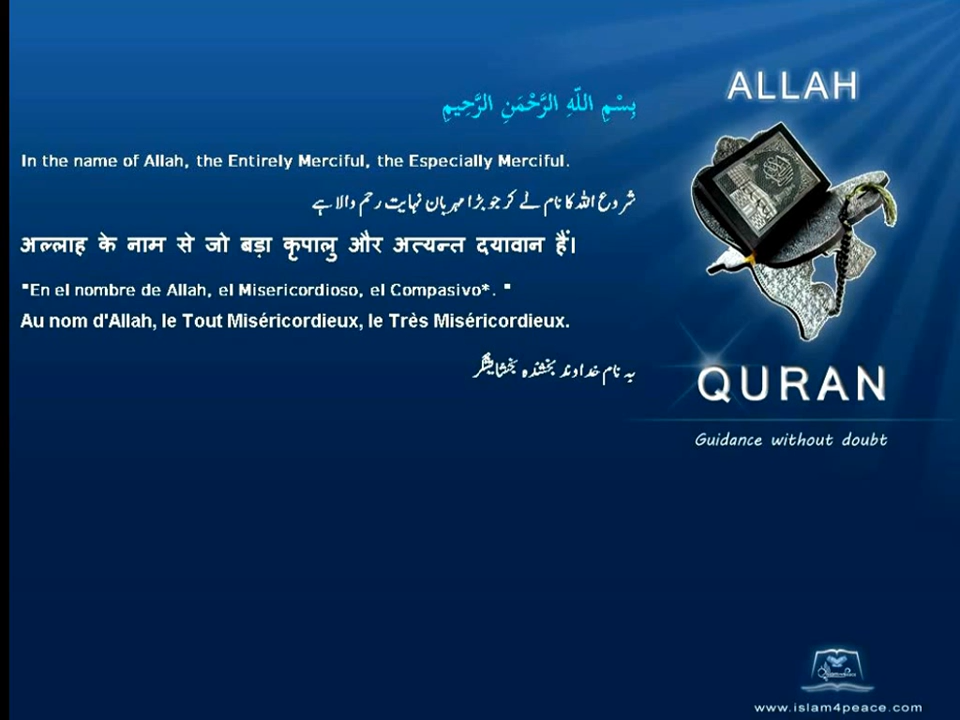 بِسْمِ اللّهِ الرَّحْمَنِ الرَّحِيمِ
In the name of Allah, the Entirely Merciful, the Especially Merciful.
شروع الله کا نام لے کر جو بڑا مہربان نہایت رحم والا ہے
अल्लाह के नाम से जो बड़ा कृपालु और अत्यन्त दयावान हैं।
"En el nombre de Allah, el Misericordioso, el Compasivo*. "
Au nom d'Allah, le Tout Miséricordieux, le Très Miséricordieux.
به نام خداوند بخشنده بخشایشگر
ALLAH
QURAN
Guidance without doubt
www.islam4peace.com